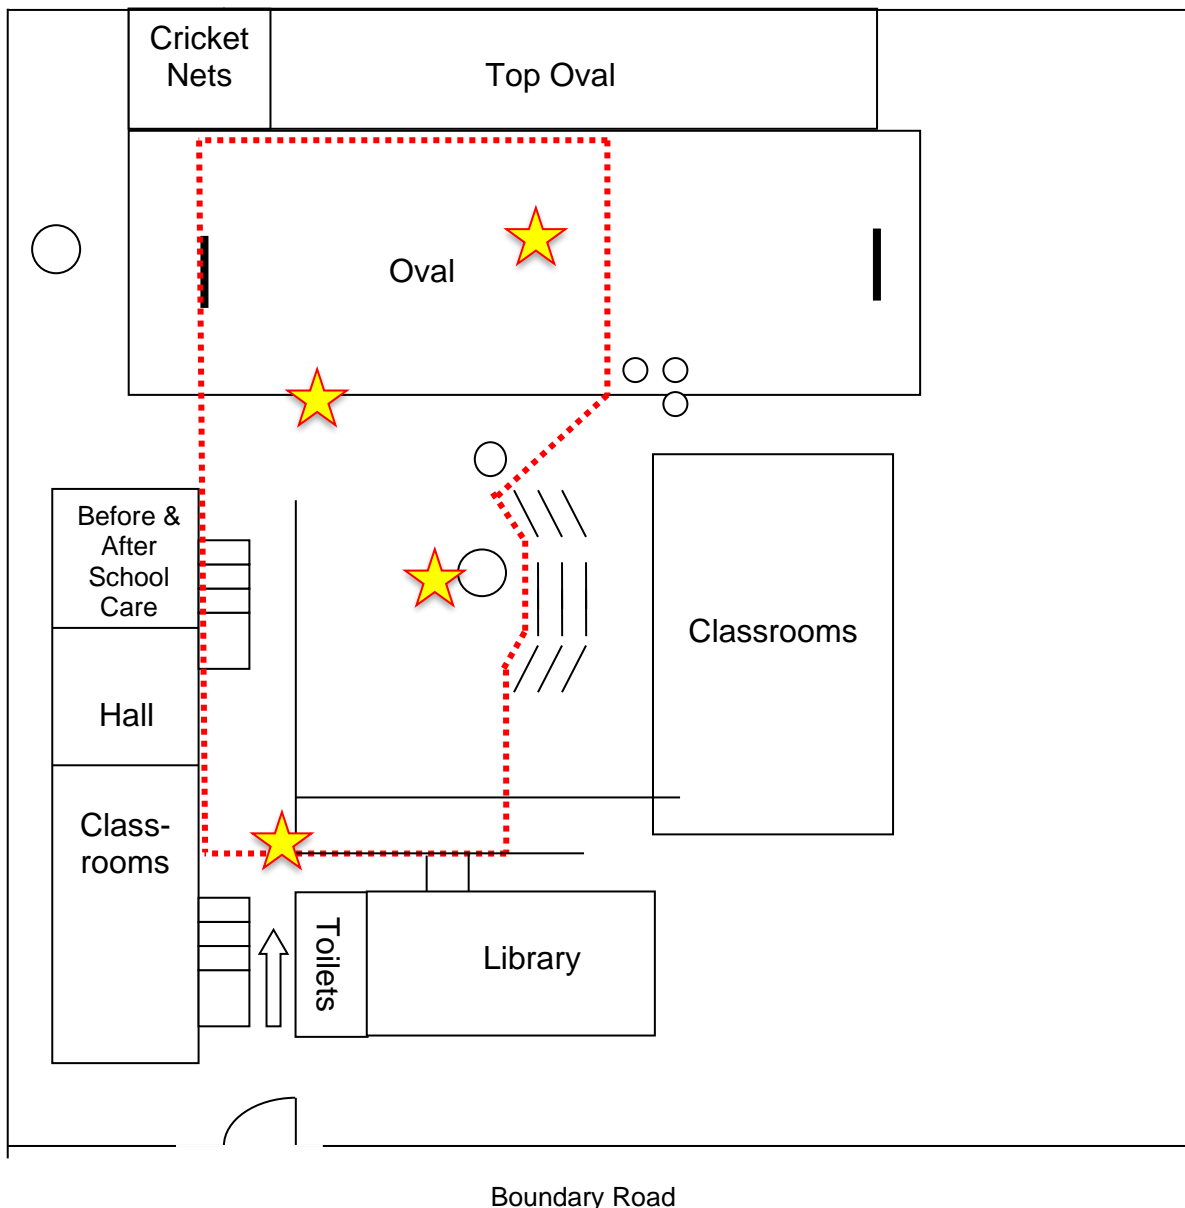 Cricket
Nets
Top Oval
Oval
Before &
After
School
Care
Classrooms
Hall
Class-
rooms
Toilets
Library
Boundary Road